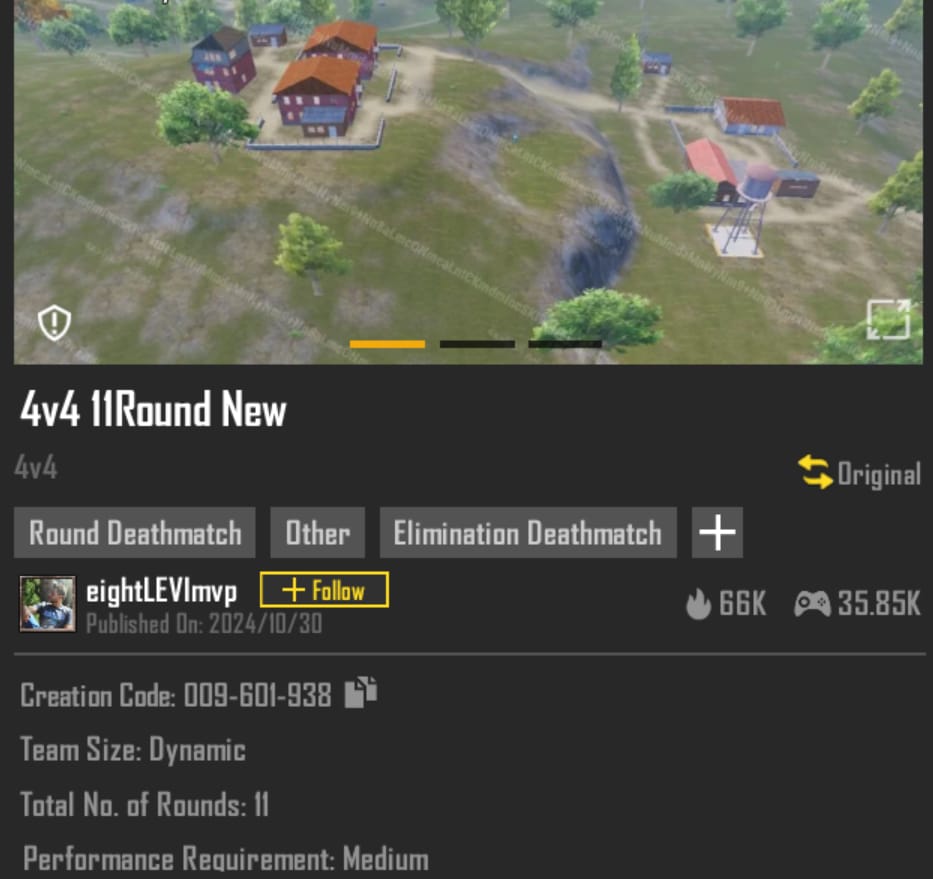 4v4 11Round New
4v4
Original
Round Deathmatch
Other
Elimination Deathmatch
eightLEVImvp
+ Follow
Published On: 2024/10/30
66K
35.85K
Creation Code: 009-601-938
Team Size: Dynamic
Total No. of Rounds: 11
Performance Requirement: Medium